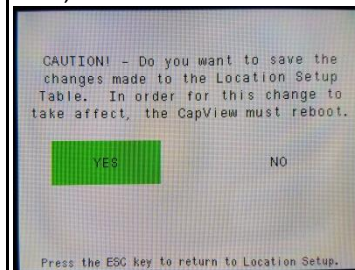 CAUTION! - Do you want to save the
changes made to the Location Setup
Table. In order for this change to
take affect, the CapView must reboot.
YES NO
Press the ESC key to return to Location Setup.